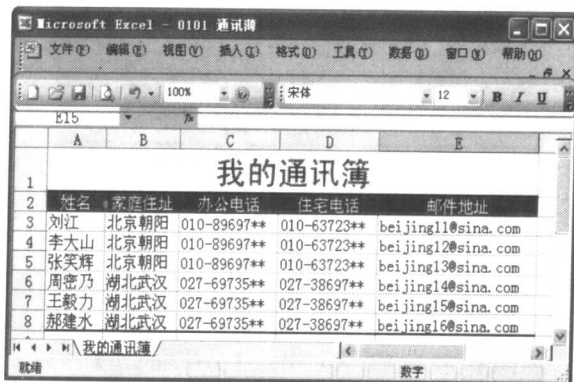 Microsoft Excel - 0101 通讯薄
文件(F) 编辑(E) 视图(V) 插入(I) 格式(O) 工具(T) 数据(D) 窗口(W) 帮助(H)
100% 宋体 12 B I U
E15
A B C D E
1 我的通讯簿
2 姓名 家庭住址 办公电话 住宅电话 邮件地址
3 刘江 北京朝阳 010-89697** 010-63723** beijing11@sina.com
4 李大山 北京朝阳 010-89697** 010-63723** beijing12@sina.com
5 张笑辉 北京朝阳 010-89697** 010-63723** beijing13@sina.com
6 周密乃 湖北武汉 027-69735** 027-38697** beijing14@sina.com
7 王毅力 湖北武汉 027-69735** 027-38697** beijing15@sina.com
8 郝建水 湖北武汉 027-69735** 027-38697** beijing16@sina.com
我的通讯簿
就绪 数字